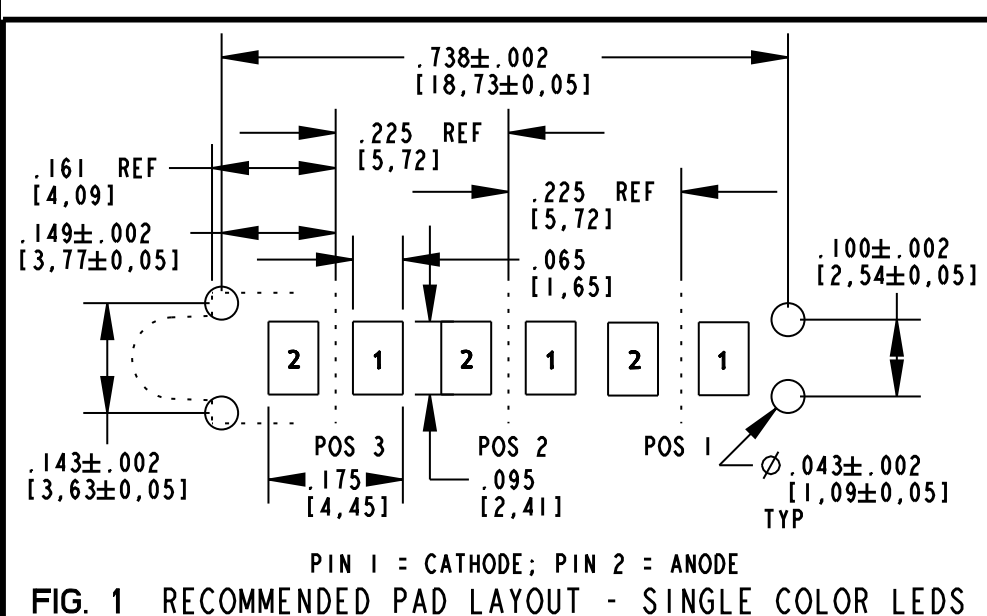 .738±.002
[18,73±0,05]
.225 REF
[5,72]
.161 REF
[4,09]
.225 REF
[5,72]
.149±.002
[3,77±0,05]
.065
[1,65]
.100±.002
[2,54±0,05]
2 1 2 1 2 1
POS 3 POS 2 POS 1
.143±.002
[3,63±0,05]
.175
[4,45]
.095
[2,41]
Ø .043±.002
[1,09±0,05]
TYP
PIN 1 = CATHODE; PIN 2 = ANODE
FIG. 1 RECOMMENDED PAD LAYOUT - SINGLE COLOR LEDS